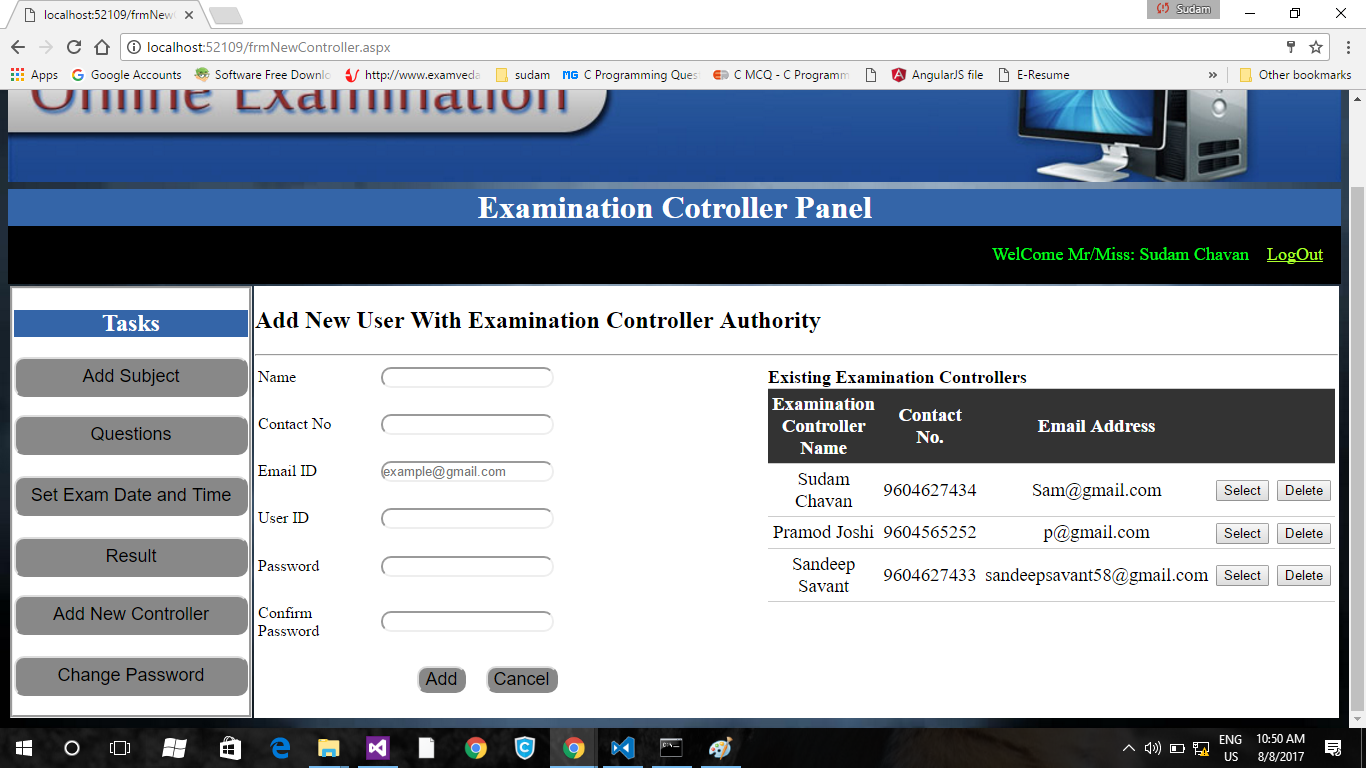 localhost:52109/frmNew
Sudam
localhost:52109/frmNewController.aspx
Apps
Google Accounts
Software Free Downlo
http://www.examveda
sudam
MG C Programming Ques
C MCQ - C Programm
AngularJS file
E-Resume
»
Other bookmarks
Online Examination
Examination Cotroller Panel
WelCome Mr/Miss: Sudam Chavan LogOut
Tasks
Add Subject
Questions
Set Exam Date and Time
Result
Add New Controller
Change Password
Add New User With Examination Controller Authority
Name
Contact No
Email ID example@gmail.com
User ID
Password
Confirm
Password
Add Cancel
Existing Examination Controllers
Examination
Controller
Name
Contact
No.
Email Address
Sudam
Chavan
9604627434 Sam@gmail.com Select Delete
Pramod Joshi 9604565252 p@gmail.com Select Delete
Sandeep
Savant
9604627433 sandeepsavant58@gmail.com Select Delete
ENG
US
10:50 AM
8/8/2017